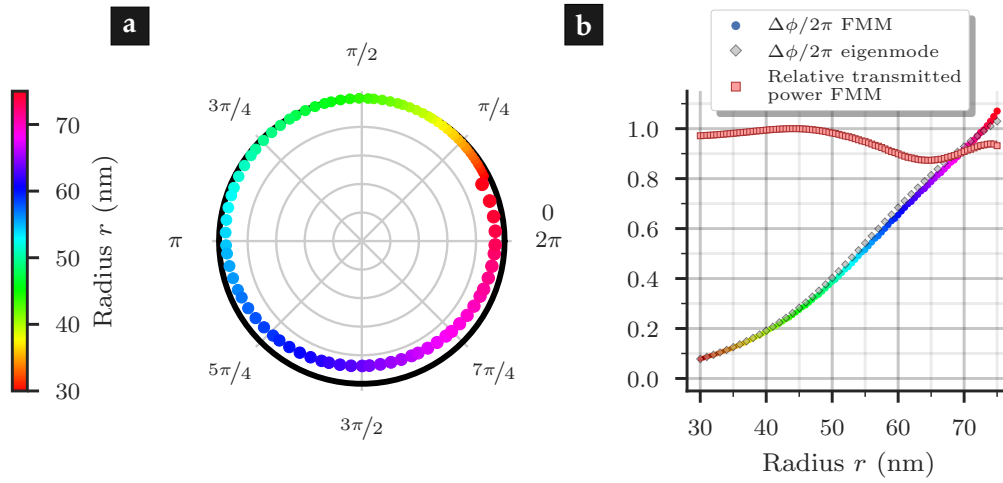 a
π/2
3π/4
π/4
π
0
2π
5π/4
7π/4
3π/2
70
60
50
40
30
Radius r (nm)
b
Δϕ/2π FMM
Δϕ/2π eigenmode
Relative transmitted
power FMM
1.0
0.8
0.6
0.4
0.2
0.0
30 40 50 60 70
Radius r (nm)